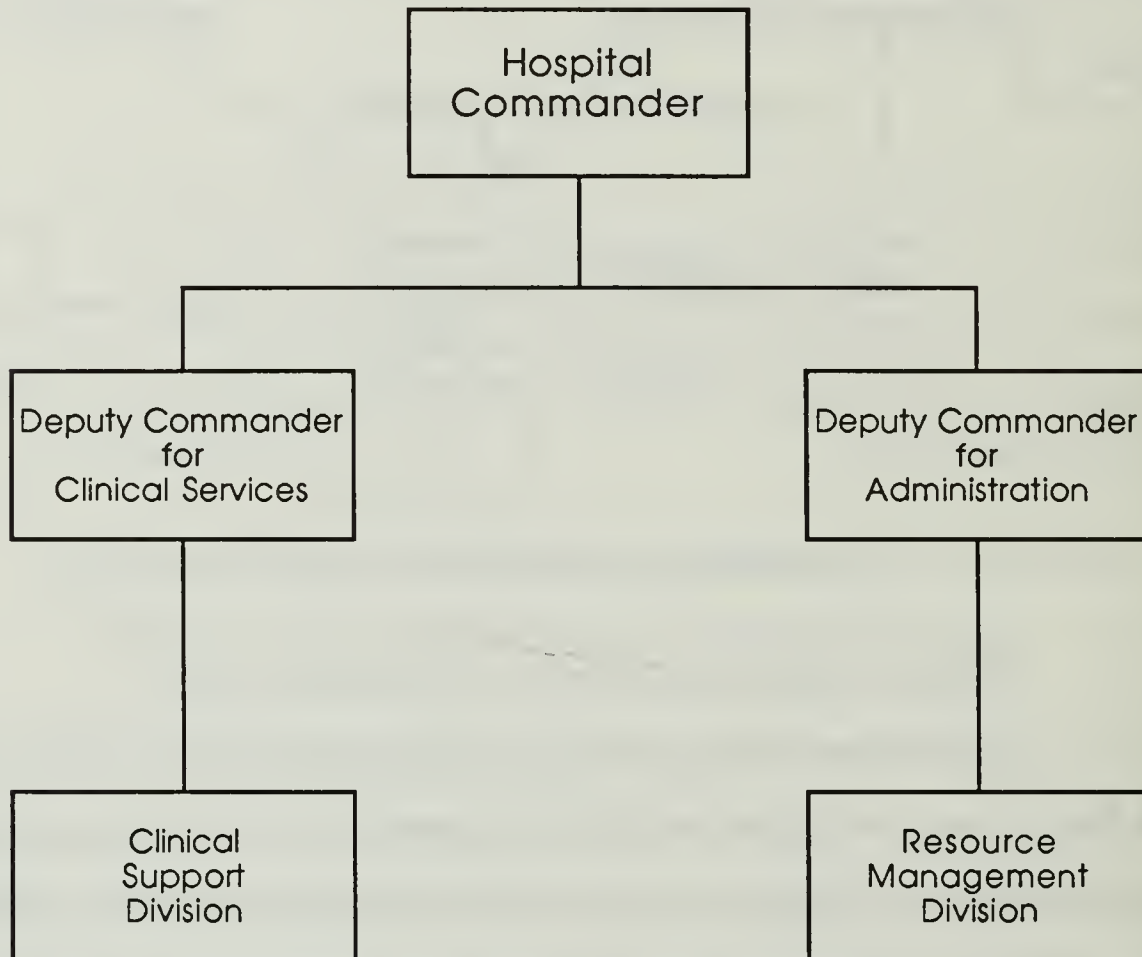 Hospital
Commander
Deputy Commander
for
Clinical Services
Deputy Commander
for
Administration
Clinical
Support
Division
Resource
Management
Division